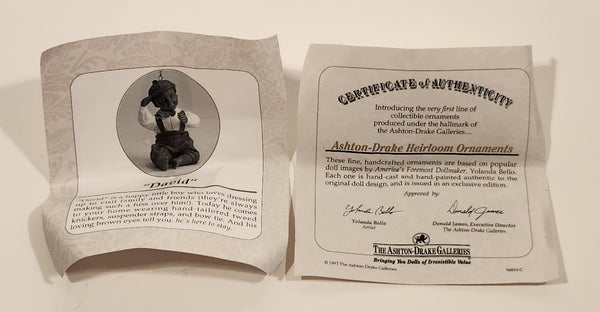 "David"
"David" is a happy little boy who loves dressing
up to visit family and friends (they're always
making such a fuss over him!) Today he comes
to your home wearing hand-tailored tweed
knickers, suspender straps, and bow tie. And his
loving brown eyes tell you: he's here to stay.
CERTIFICATE of AUTHENTICITY
Introducing the very first line of
collectible ornaments
produced under the hallmark of
the Ashton-Drake Galleries....
Ashton-Drake Heirloom Ornaments
These fine, handcrafted ornaments are based on popular
doll images by America's Foremost Dollmaker, Yolanda Bello.
Each one is hand-cast and hand-painted authentic to the
original doll design, and is issued in an exclusive edition.
Approved by:
Yolanda Bello
Donald James
Yolanda Bello
Artist
Donald James, Executive Director
The Ashton-Drake Galleries
THE ASHTON-DRAKE GALLERIES
Bringing You Dolls of Irresistible Value
© 1993 The Ashton-Drake Galleries